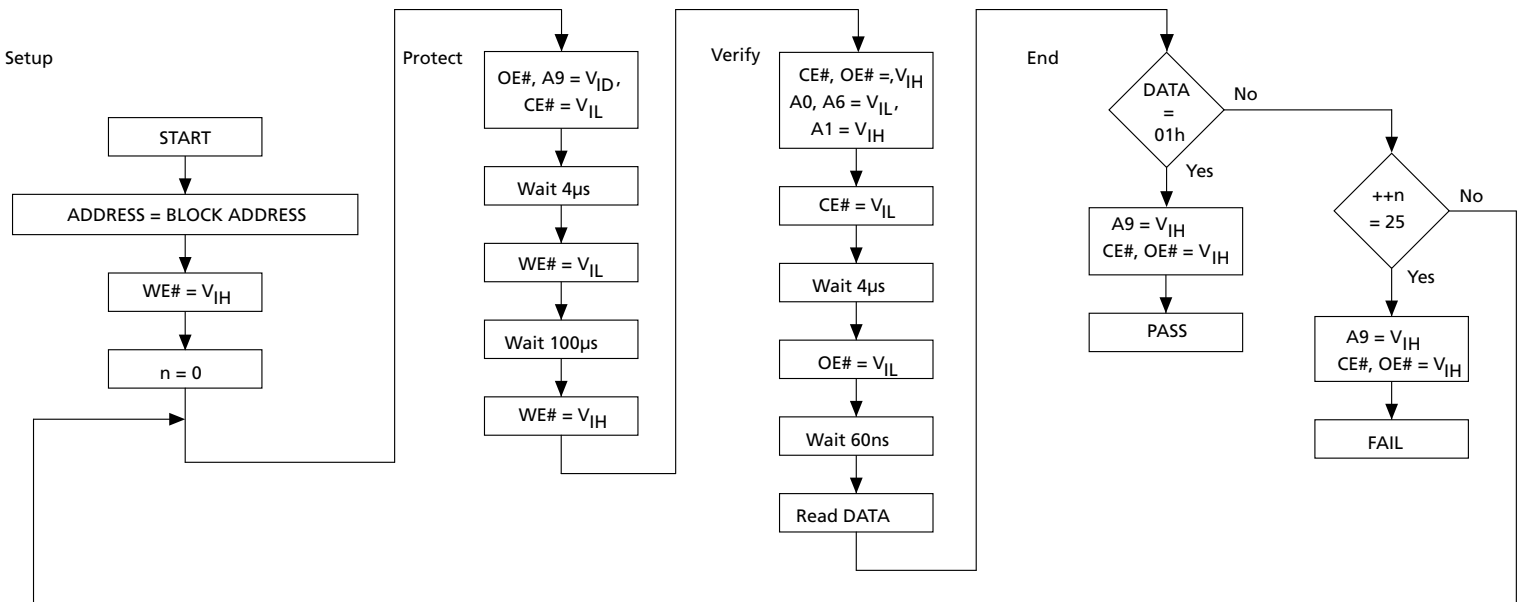 Setup
START
ADDRESS = BLOCK ADDRESS
WE# = VIH
n = 0
Protect
OE#, A9 = VID,
CE# = VIL
Wait 4µs
WE# = VIL
Wait 100µs
WE# = VIH
Verify
CE#, OE# =,VIH
A0, A6 = VIL,
A1 = VIH
CE# = VIL
Wait 4µs
OE# = VIL
Wait 60ns
Read DATA
End
DATA
=
01h
No
Yes
A9 = VIH
CE#, OE# = VIH
PASS
++n
= 25
No
Yes
A9 = VIH
CE#, OE# = VIH
FAIL